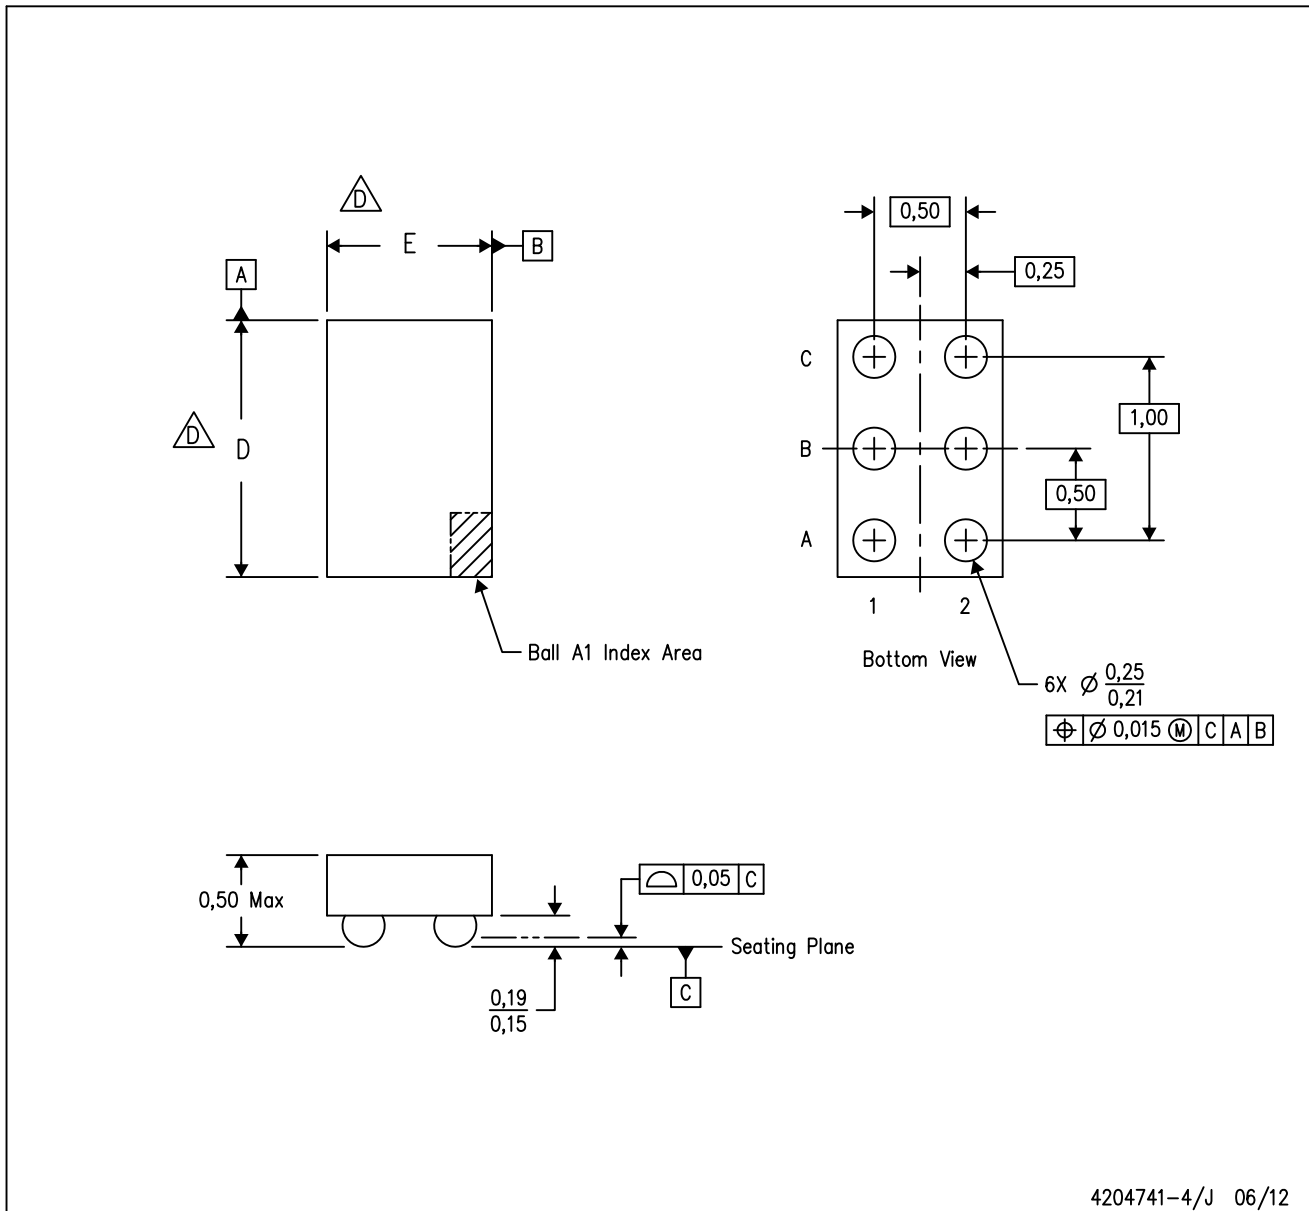 D
E
B
A
D
D
Ball A1 Index Area
0,50
0,25
C
B
A
1,00
0,50
1 2
Bottom View
6X Ø 0,25
0,21
⌖ Ø 0,015 Ⓜ C A B
0,50 Max
⌓ 0,05 C
Seating Plane
C
0,19
0,15
4204741-4/J 06/12